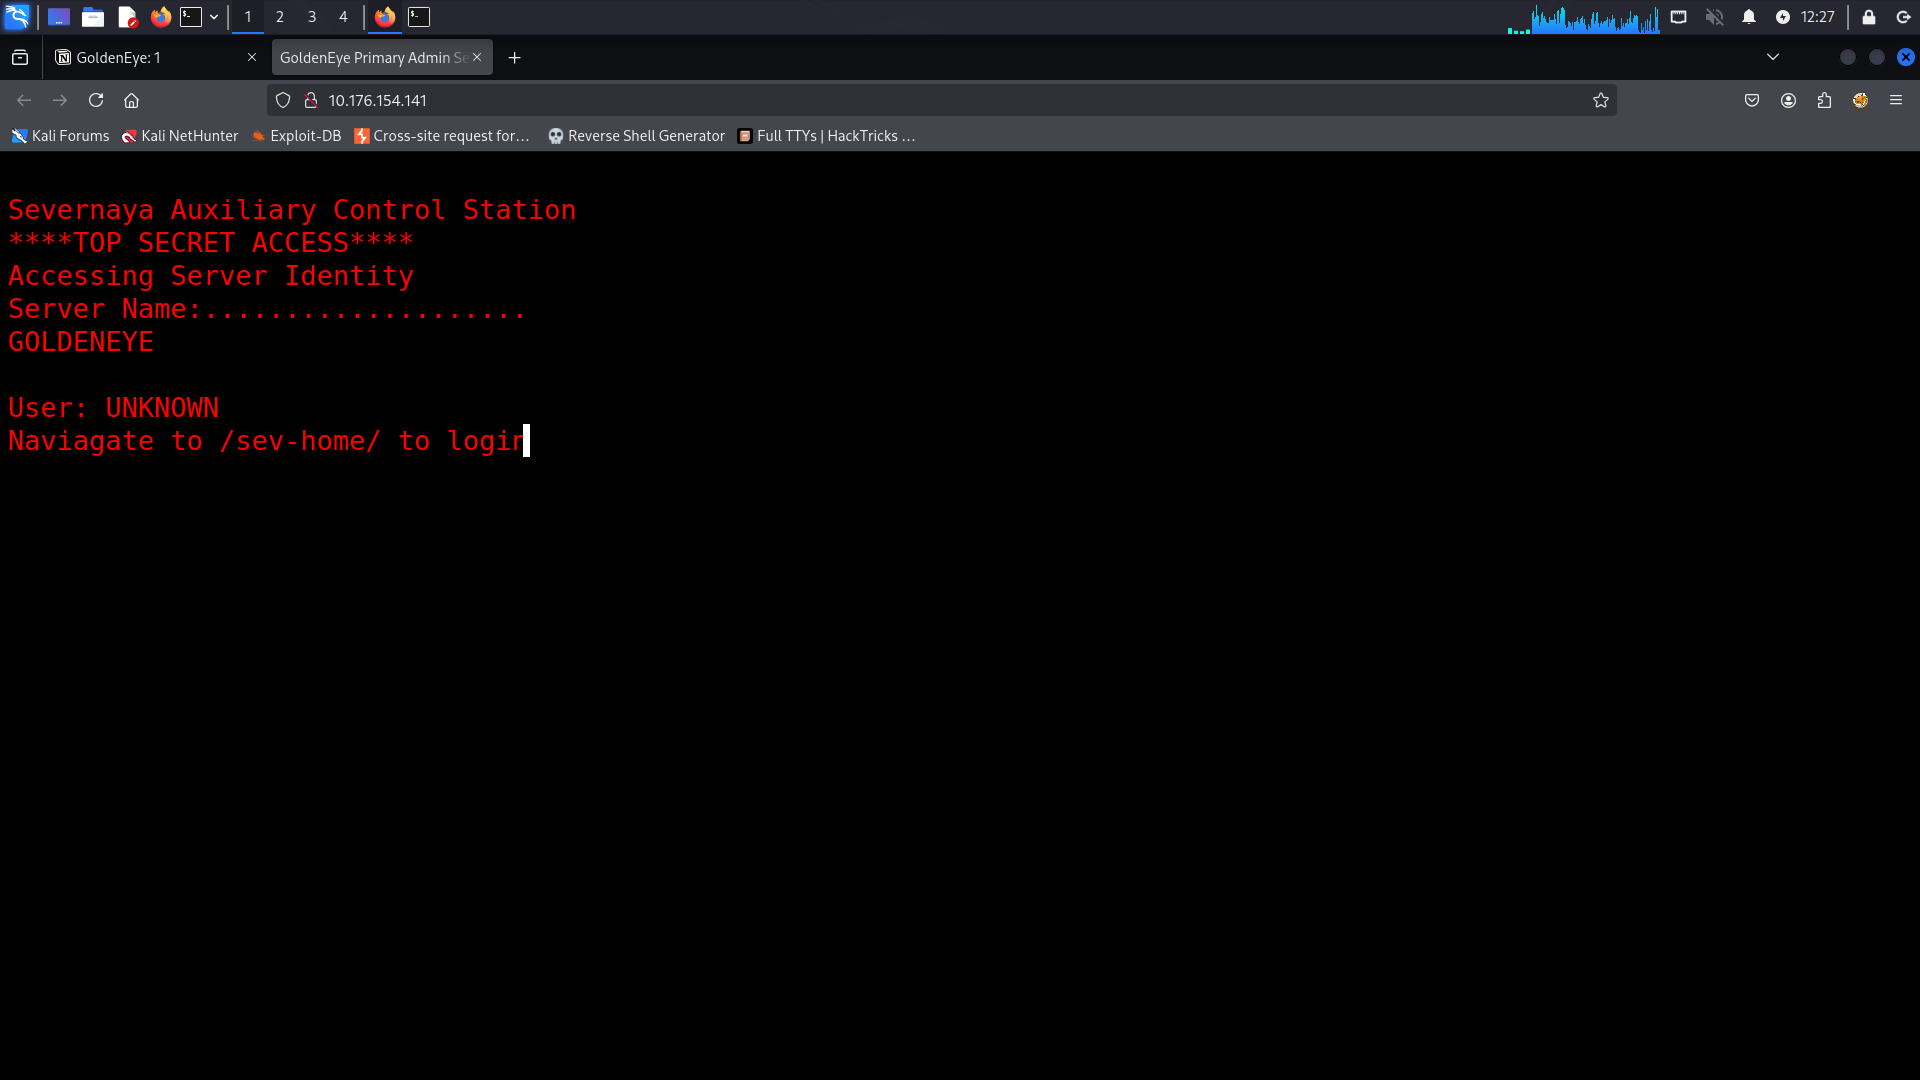 1 2 3 4 12:27
GoldenEye: 1 GoldenEye Primary Admin Se
10.176.154.141
Kali Forums Kali NetHunter Exploit-DB Cross-site request for… Reverse Shell Generator Full TTYs | HackTricks …
Severnaya Auxiliary Control Station
****TOP SECRET ACCESS****
Accessing Server Identity
Server Name:....................
GOLDENEYE
User: UNKNOWN
Naviagate to /sev-home/ to login